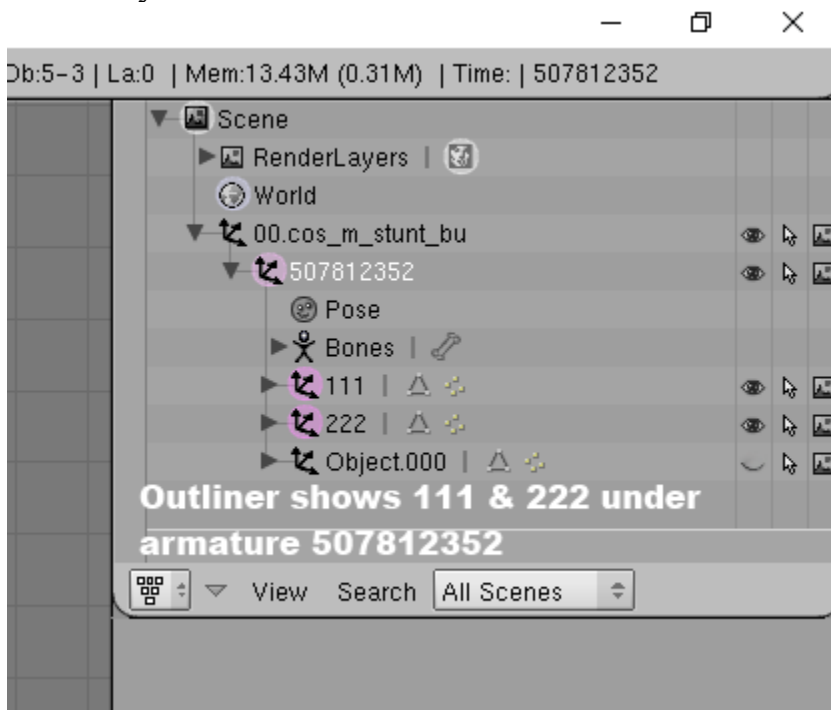 Ob:5-3 | La:0 | Mem:13.43M (0.31M) | Time: | 507812352
Scene
RenderLayers |
World
00.cos_m_stunt_bu
507812352
Pose
Bones |
111 |
222 |
Object.000 |
Outliner shows 111 & 222 under
armature 507812352
View Search All Scenes